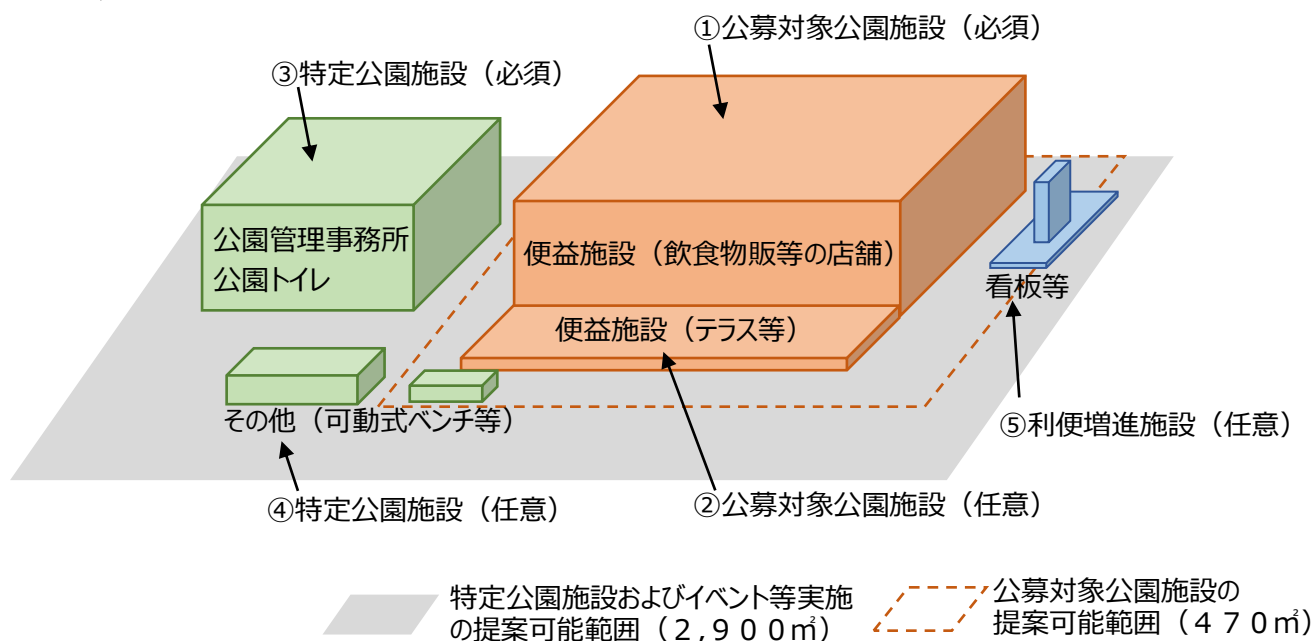 ①公募対象公園施設（必須）
③特定公園施設（必須）
公園管理事務所
公園トイレ
便益施設（飲食物販等の店舗）
看板等
便益施設（テラス等）
その他（可動式ベンチ等）
⑤利便増進施設（任意）
④特定公園施設（任意）
②公募対象公園施設（任意）
特定公園施設およびイベント等実施
の提案可能範囲（２,９００㎡）
公募対象公園施設の
提案可能範囲（４７０㎡）